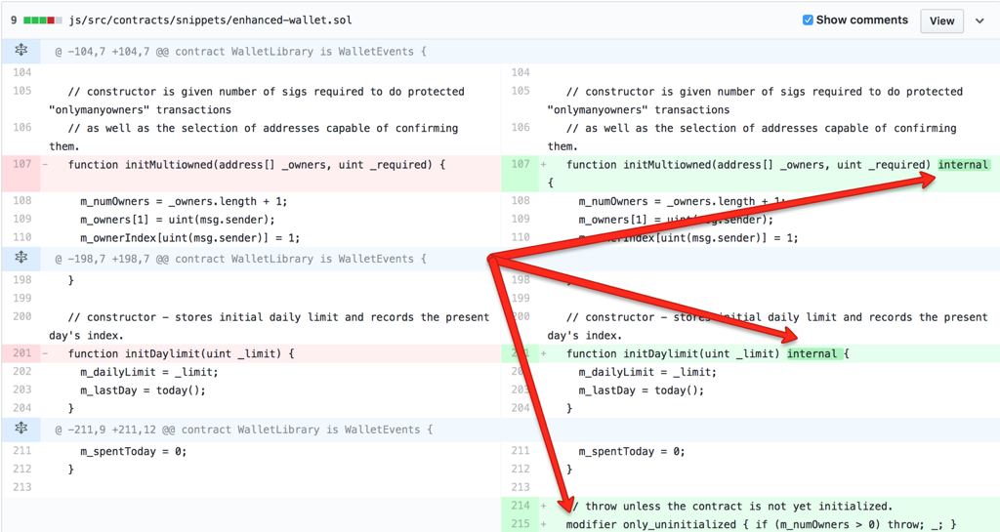 9 js/src/contracts/snippets/enhanced-wallet.sol Show comments View
@ -104,7 +104,7 @@ contract WalletLibrary is WalletEvents {
104 104
105 // constructor is given number of sigs required to do protected 105 // constructor is given number of sigs required to do protected
"onlymanyowners" transactions "onlymanyowners" transactions
106 // as well as the selection of addresses capable of confirming 106 // as well as the selection of addresses capable of confirming
them. them.
107 - function initMultiowned(address[] _owners, uint _required) { 107 + function initMultiowned(address[] _owners, uint _required) internal
{
108 m_numOwners = _owners.length + 1; 108 m_numOwners = _owners.length + 1;
109 m_owners[1] = uint(msg.sender); 109 m_owners[1] = uint(msg.sender);
110 m_ownerIndex[uint(msg.sender)] = 1; 110 m_ownerIndex[uint(msg.sender)] = 1;
@ -198,7 +198,7 @@ contract WalletLibrary is WalletEvents {
198 } 198 }
199 199
200 // constructor – stores initial daily limit and records the present 200 // constructor – stores initial daily limit and records the present
day's index. day's index.
201 - function initDaylimit(uint _limit) { 201 + function initDaylimit(uint _limit) internal {
202 m_dailyLimit = _limit; 202 m_dailyLimit = _limit;
203 m_lastDay = today(); 203 m_lastDay = today();
204 } 204 }
@ -211,9 +211,12 @@ contract WalletLibrary is WalletEvents {
211 m_spentToday = 0; 211 m_spentToday = 0;
212 } 212 }
213 213
214 + // throw unless the contract is not yet initialized.
215 + modifier only_uninitialized { if (m_numOwners > 0) throw; _; }